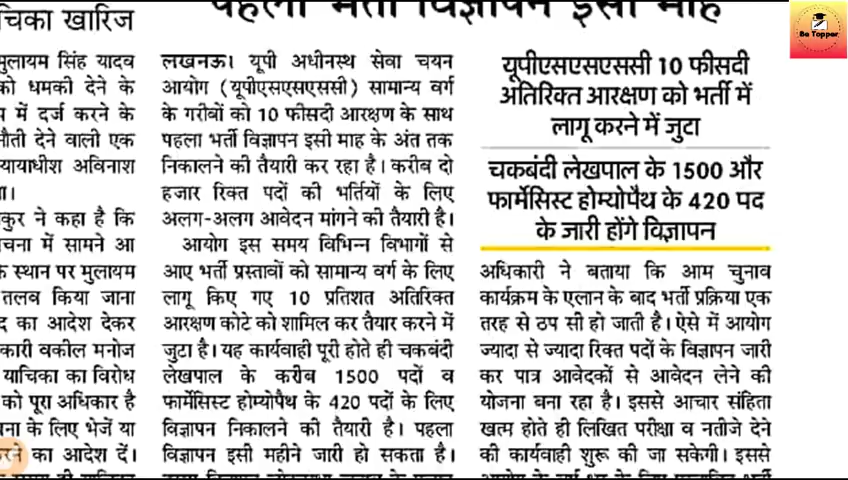 चिका खारिज
पहला भर्ती विज्ञापन इसी माह
Be Topper
मुलायम सिंह यादव
को धमकी देने के
में दर्ज करने के
नौती देने वाली एक
न्यायाधीश अविनाश
ा।
कुर ने कहा है कि
चना में सामने आ
के स्थान पर मुलायम
तलब किया जाना
द का आदेश देकर
कारी वकील मनोज
याचिका का विरोध
को पूरा अधिकार है
ना के लिए भेजें या
रने का आदेश दें।
लखनऊ। यूपी अधीनस्थ सेवा चयन
आयोग (यूपीएसएसएससी) सामान्य वर्ग
के गरीबों को 10 फीसदी आरक्षण के साथ
पहला भर्ती विज्ञापन इसी माह के अंत तक
निकालने की तैयारी कर रहा है। करीब दो
हजार रिक्त पदों की भर्तियों के लिए
अलग-अलग आवेदन मांगने की तैयारी है।
आयोग इस समय विभिन्न विभागों से
आए भर्ती प्रस्तावों को सामान्य वर्ग के लिए
लागू किए गए 10 प्रतिशत अतिरिक्त
आरक्षण कोटे को शामिल कर तैयार करने में
जुटा है। यह कार्यवाही पूरी होते ही चकबंदी
लेखपाल के करीब 1500 पदों व
फार्मेसिस्ट होम्योपैथ के 420 पदों के लिए
विज्ञापन निकालने की तैयारी है। पहला
विज्ञापन इसी महीने जारी हो सकता है।
यूपीएसएसएससी 10 फीसदी
अतिरिक्त आरक्षण को भर्ती में
लागू करने में जुटा
चकबंदी लेखपाल के 1500 और
फार्मेसिस्ट होम्योपैथ के 420 पद
के जारी होंगे विज्ञापन
अधिकारी ने बताया कि आम चुनाव
कार्यक्रम के एलान के बाद भर्ती प्रक्रिया एक
तरह से ठप सी हो जाती है। ऐसे में आयोग
ज्यादा से ज्यादा रिक्त पदों के विज्ञापन जारी
कर पात्र आवेदकों से आवेदन लेने की
योजना बना रहा है। इससे आचार संहिता
खत्म होते ही लिखित परीक्षा व नतीजे देने
की कार्यवाही शुरू की जा सकेगी। इससे